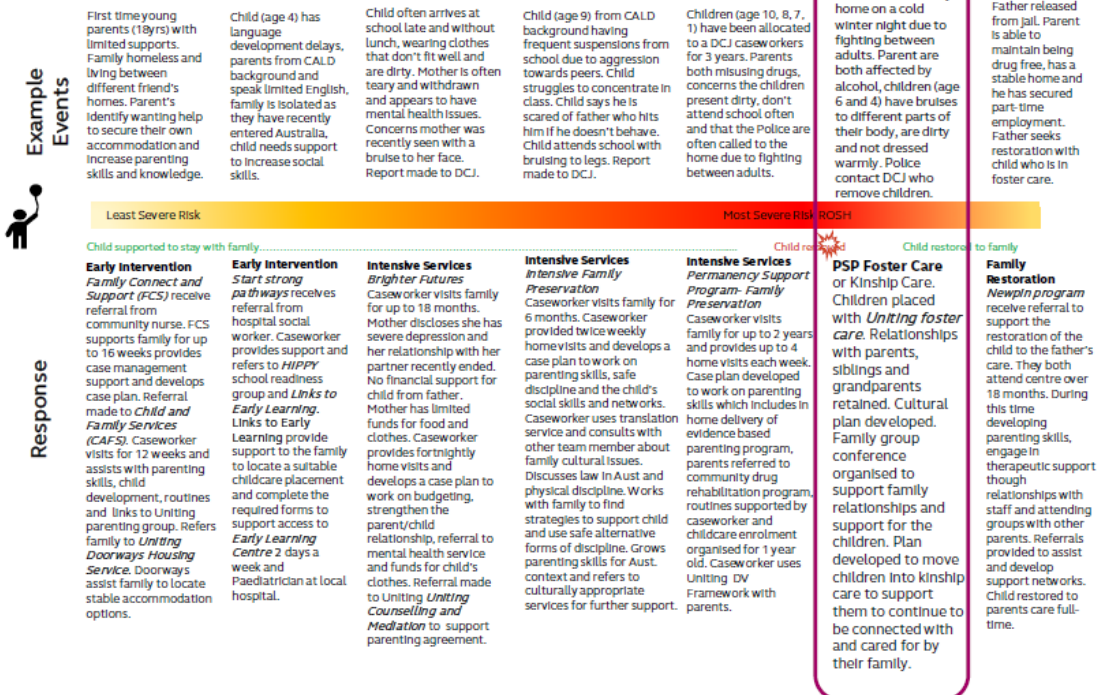 Example
Events
First time young
parents (18yrs) with
limited supports.
Family homeless and
living between
different friend's
homes. Parent's
identify wanting help
to secure their own
accommodation and
increase parenting
skills and knowledge.
Child (age 4) has
language
development delays,
parents from CALD
background and
speak limited English,
family is isolated as
they have recently
entered Australia,
child needs support
to increase social
skills.
Child often arrives at
school late and without
lunch, wearing clothes
that don't fit well and
are dirty. Mother is often
teary and withdrawn
and appears to have
mental health issues.
Concerns mother was
recently seen with a
bruise to her face.
Report made to DCJ.
Child (age 9) from CALD
background having
frequent suspensions from
school due to aggression
towards peers. Child
struggles to concentrate in
class. Child says he is
scared of father who hits
him if he doesn't behave.
Child attends school with
bruising to legs. Report
made to DCJ.
Children (age 10, 8, 7,
1) have been allocated
to a DCJ caseworkers
for 3 years. Parents
both misusing drugs,
concerns the children
present dirty, don't
attend school often
and that the Police are
often called to the
home due to fighting
between adults.
home on a cold
winter night due to
fighting between
adults. Parent are
both affected by
alcohol, children (age
6 and 4) have bruises
to different parts of
their body, are dirty
and not dressed
warmly. Police
contact DCJ who
remove children.
Father released
from jail. Parent
is able to
maintain being
drug free, has a
stable home and
he has secured
part-time
employment.
Father seeks
restoration with
child who is in
foster care.
Least Severe Risk
Most Severe Risk ROSH
Child supported to stay with family
Child removed
Child restored to family
Response
Early Intervention
Family Connect and
Support (FCS) receive
referral from
community nurse. FCS
supports family for up
to 16 weeks provides
case management
support and develops
case plan. Referral
made to Child and
Family Services
(CAFS). Caseworker
visits for 12 weeks and
assists with parenting
skills, child
development, routines
and links to Uniting
parenting group. Refers
family to Uniting
Doorways Housing
Service. Doorways
assist family to locate
stable accommodation
options.
Early Intervention
Start strong
pathways receives
referral from
hospital social
worker. Caseworker
provides support and
refers to HIPPY
school readiness
group and Links to
Early Learning.
Links to Early
Learning provide
support to the family
to locate a suitable
childcare placement
and complete the
required forms to
support access to
Early Learning
Centre 2 days a
week and
Paediatrician at local
hospital.
Intensive Services
Brighter Futures
Caseworker visits family
for up to 18 months.
Mother discloses she has
severe depression and
her relationship with her
partner recently ended.
No financial support for
child from father.
Mother has limited
funds for food and
clothes. Caseworker
provides fortnightly
home visits and
develops a case plan to
work on budgeting,
strengthen the
parent/child
relationship, referral to
mental health service
and funds for child's
clothes. Referral made
to Uniting Uniting
Counselling and
Mediation to support
parenting agreement.
Intensive Services
Intensive Family
Preservation
Caseworker visits family for
6 months. Caseworker
provided twice weekly
home visits and develops a
case plan to work on
parenting skills, safe
discipline and the child's
social skills and networks.
Caseworker uses translation
service and consults with
other team member about
family cultural issues.
Discusses law in Aust and
physical discipline. Works
with family to find
strategies to support child
and use safe alternative
forms of discipline. Grows
parenting skills for Aust.
context and refers to
culturally appropriate
services for further support.
Intensive Services
Permanency Support
Program- Family
Preservation
Caseworker visits
family for up to 2 years
and provides up to 4
home visits each week.
Case plan developed
to work on parenting
skills which includes in
home delivery of
evidence based
parenting program,
parents referred to
community drug
rehabilitation program,
routines supported by
caseworker and
childcare enrolment
organised for 1 year
old. Caseworker uses
Uniting DV
Framework with
parents.
PSP Foster Care
or Kinship Care.
Children placed
with Uniting foster
care. Relationships
with parents,
siblings and
grandparents
retained. Cultural
plan developed.
Family group
conference
organised to
support family
relationships and
support for the
children. Plan
developed to move
children into kinship
care to support
them to continue to
be connected with
and cared for by
their family.
Family
Restoration
Newpin program
receive referral to
support the
restoration of the
child to the father's
care. They both
attend centre over
18 months. During
this time
developing
parenting skills,
engage in
therapeutic support
though
relationships with
staff and attending
groups with other
parents. Referrals
provided to assist
and develop
support networks.
Child restored to
parents care full-
time.